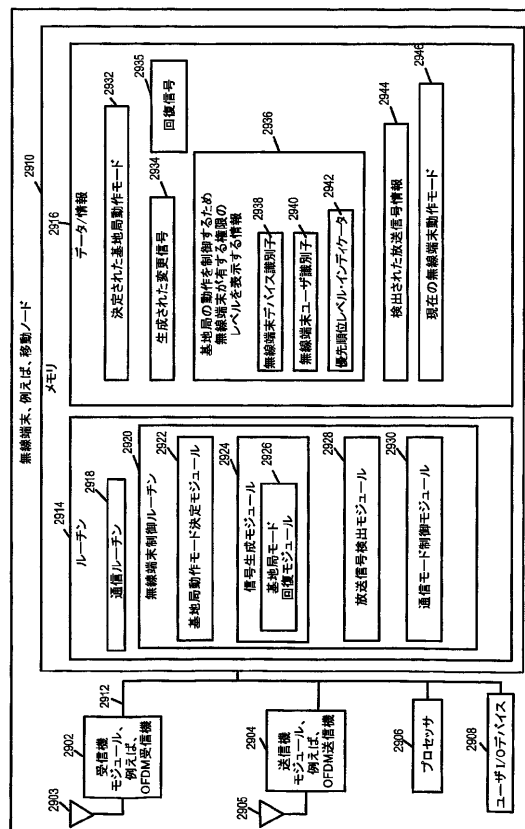 無線端末、例えば、移動ノード
2910
メモリ
2914
ルーチン
2918
通信ルーチン
2920
無線端末制御ルーチン
2922
基地局動作モード決定モジュール
2924
信号生成モジュール
2926
基地局モード
回復モジュール
2928
放送信号検出モジュール
2930
通信モード制御モジュール
2916
データ/情報
2932
決定された基地局動作モード
2934
生成された変更信号
2935
回復信号
2936
基地局の動作を制御するため
無線端末が有する権限の
レベルを表示する情報
2938
無線端末デバイス識別子
2940
無線端末ユーザ識別子
2942
優先順位レベル・インディケータ
2944
検出された放送信号情報
2946
現在の無線端末動作モード
2903
2902
2912
受信機
モジュール、
例えば、
OFDM受信機
2905
2904
送信機
モジュール、
例えば、
OFDM送信機
2906
プロセッサ
2908
ユーザI/Oデバイス